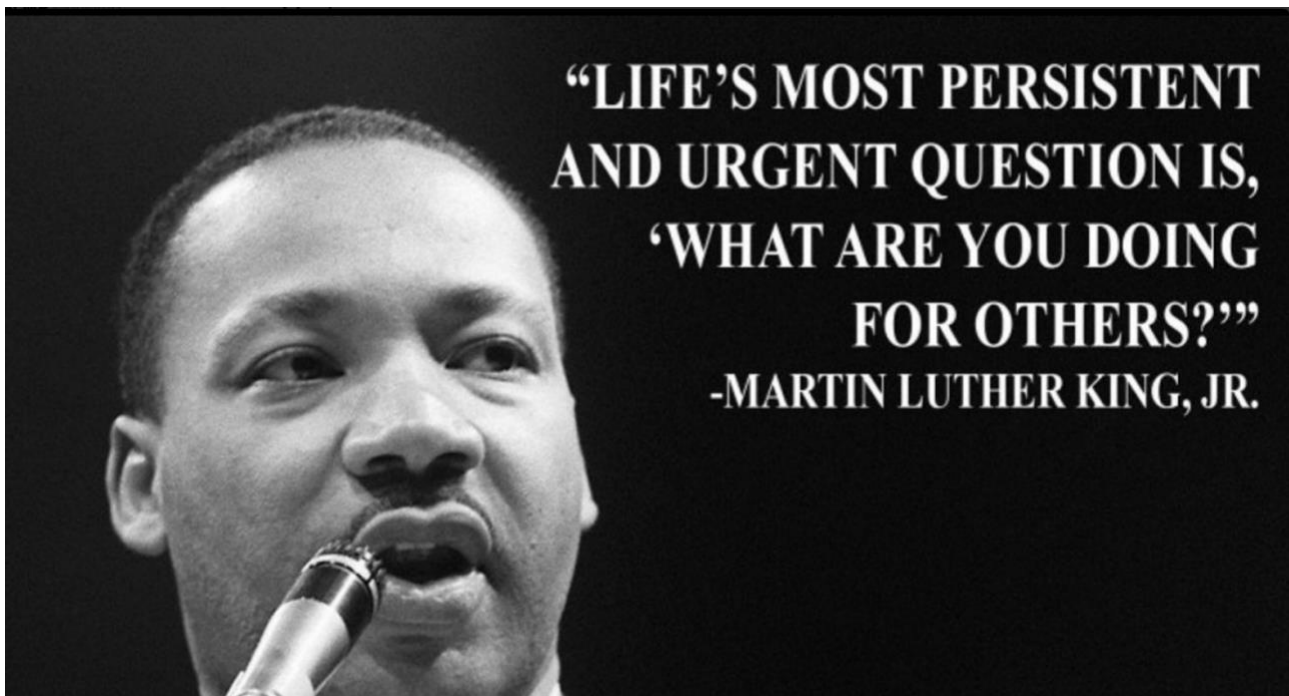 “LIFE’S MOST PERSISTENT
AND URGENT QUESTION IS,
‘WHAT ARE YOU DOING
FOR OTHERS?’”
-MARTIN LUTHER KING, JR.